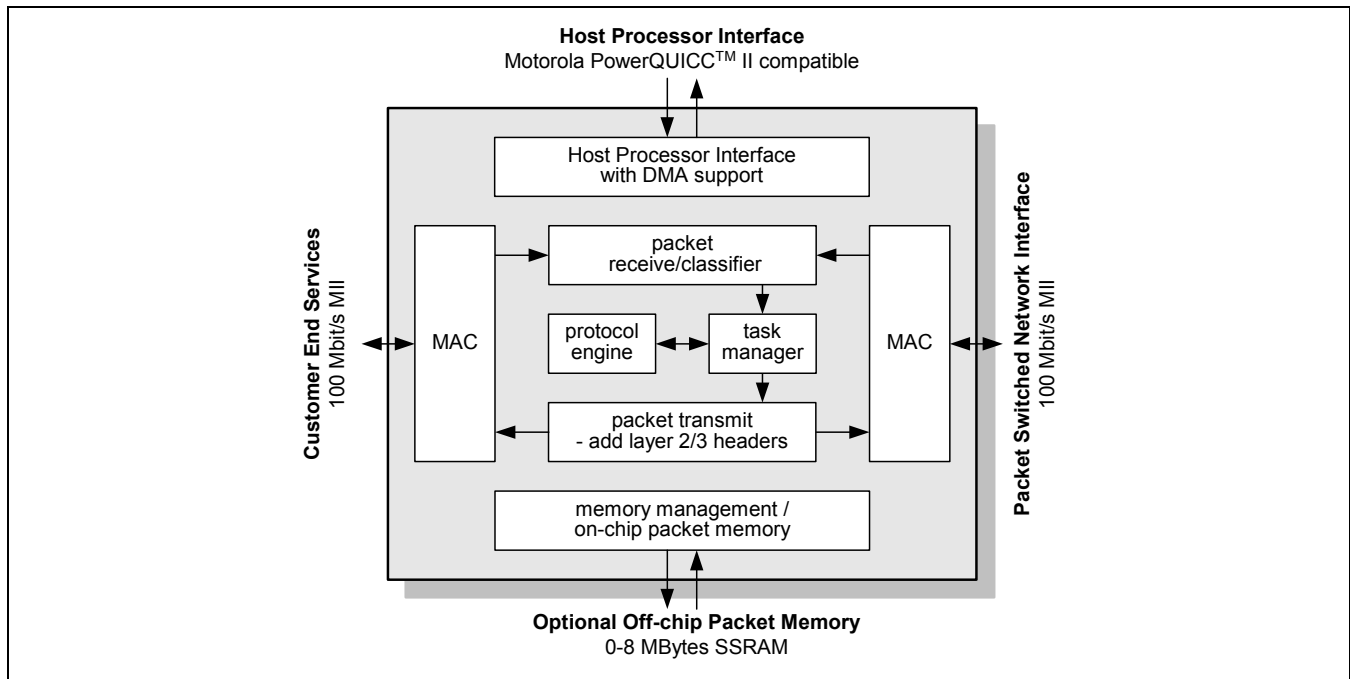 Host Processor Interface
Motorola PowerQUICC™ II compatible
Host Processor Interface
with DMA support
Customer End Services
100 Mbit/s MII
MAC
packet
receive/classifier
protocol
engine
task
manager
packet transmit
- add layer 2/3 headers
MAC
Packet Switched Network Interface
100 Mbit/s MII
memory management /
on-chip packet memory
Optional Off-chip Packet Memory
0-8 MBytes SSRAM